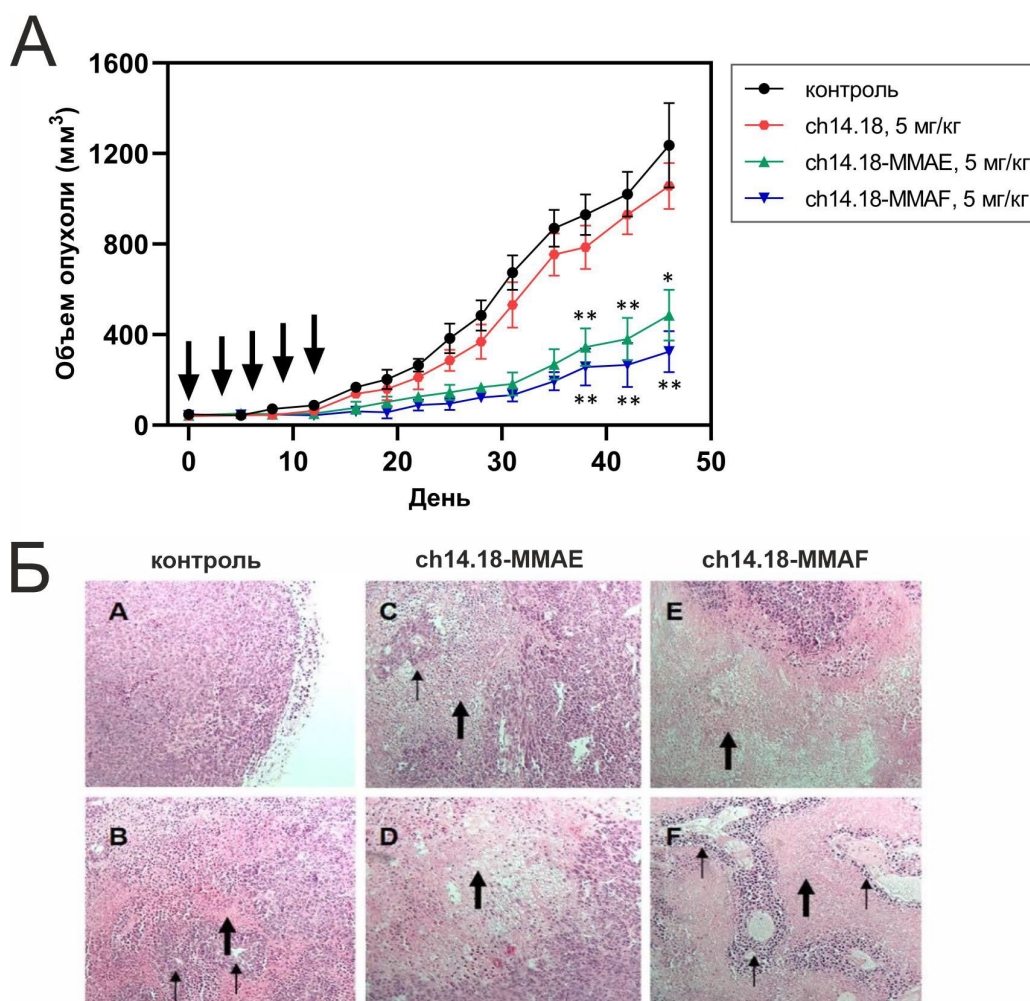 А
1600
1200
800
400
0
Объем опухоли (мм³)
0 10 20 30 40 50
День
** ** *
** ** **
контроль
ch14.18, 5 мг/кг
ch14.18-MMAE, 5 мг/кг
ch14.18-MMAF, 5 мг/кг
Б
контроль ch14.18-MMAE ch14.18-MMAF
A C E
B D F